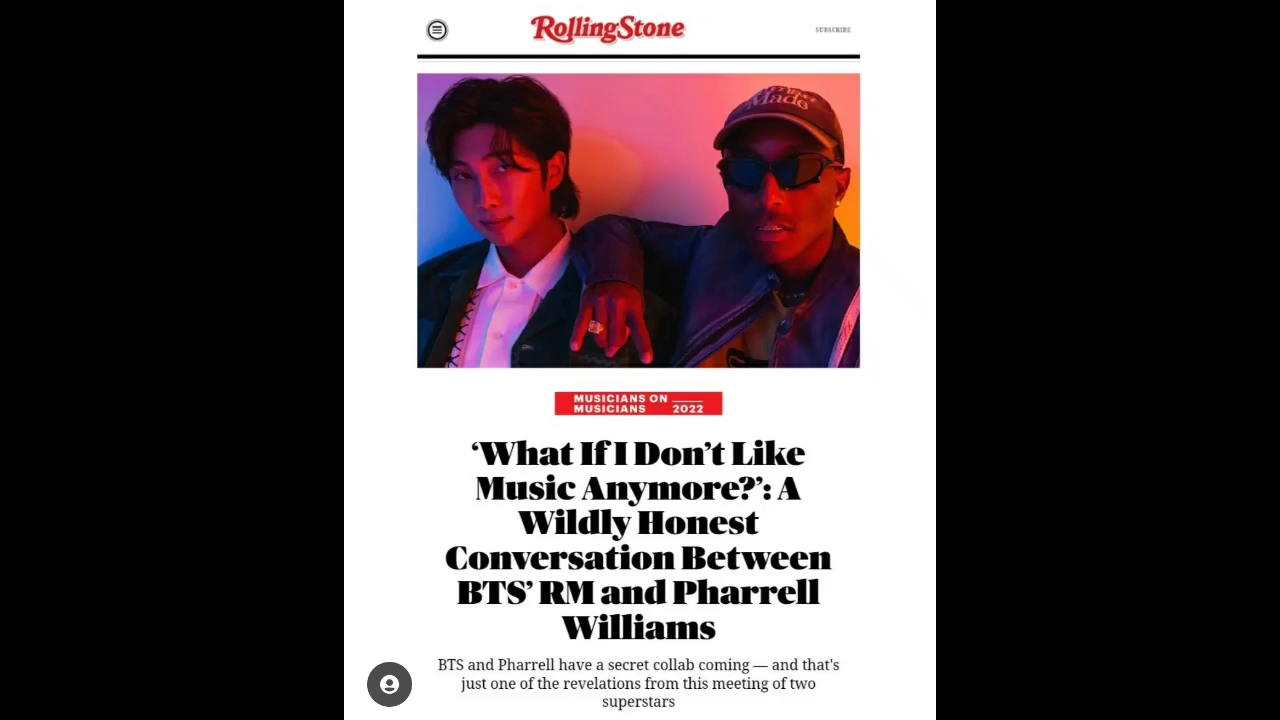 RollingStone
SUBSCRIBE
Made
MUSICIANS ON
MUSICIANS 2022
‘What If I Don’t Like
Music Anymore?’: A
Wildly Honest
Conversation Between
BTS’ RM and Pharrell
Williams
BTS and Pharrell have a secret collab coming — and that's
just one of the revelations from this meeting of two
superstars